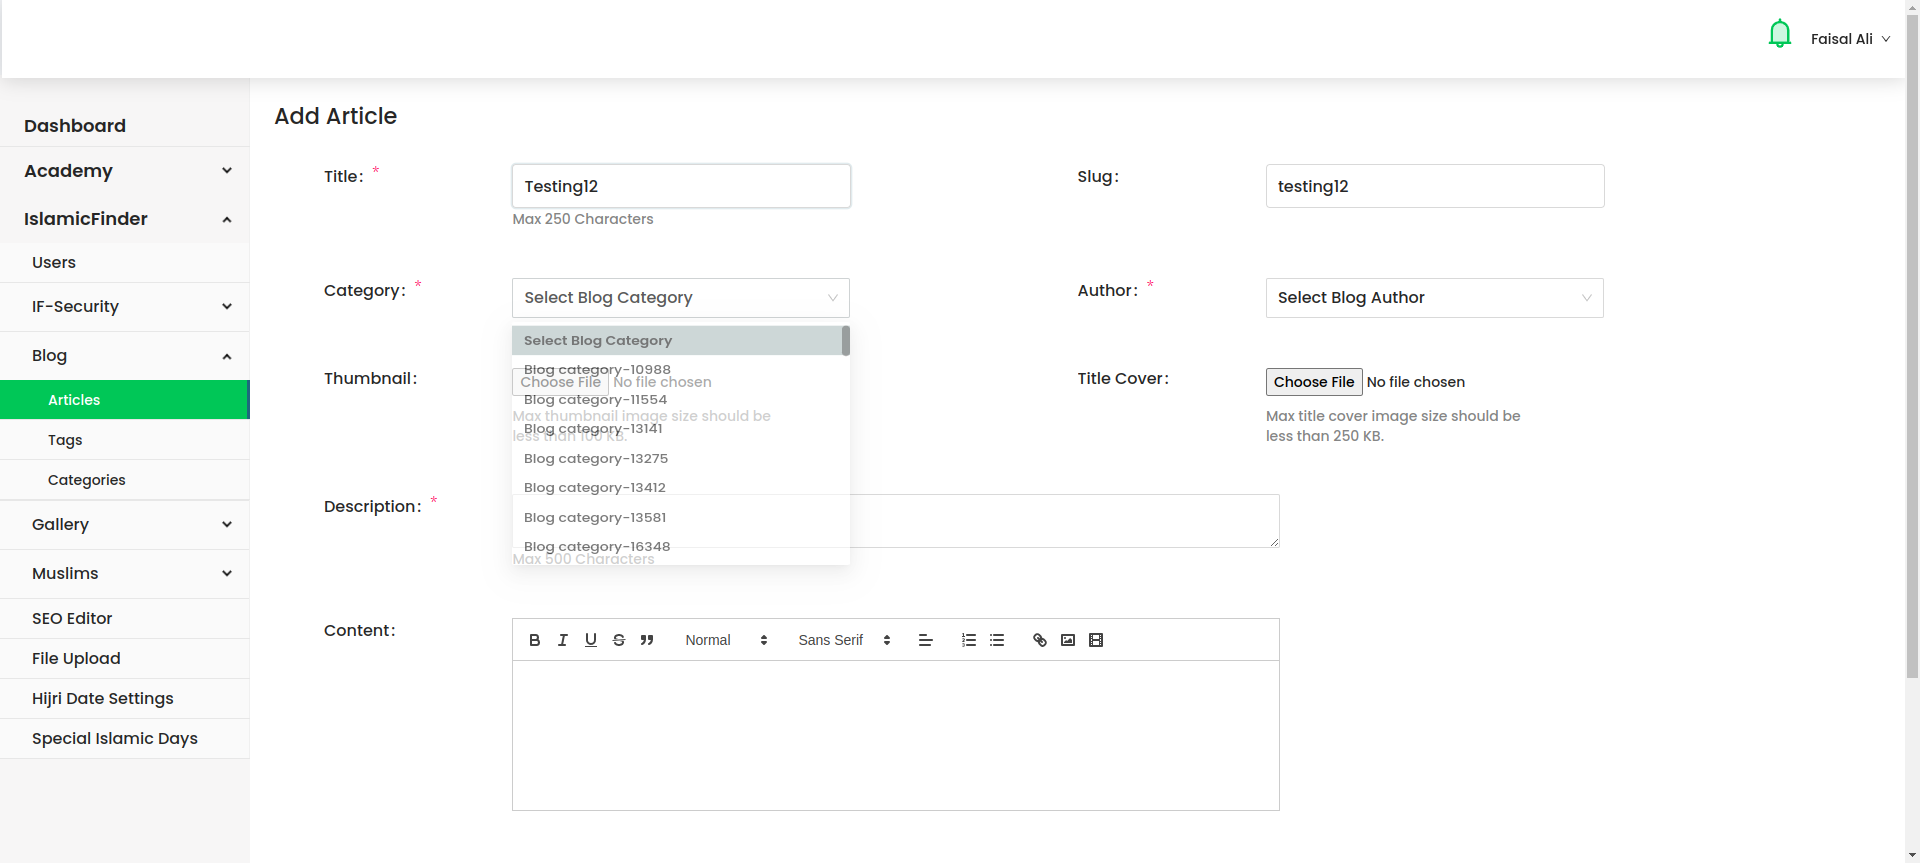 Faisal Ali
Dashboard
Academy
IslamicFinder
Users
IF-Security
Blog
Articles
Tags
Categories
Gallery
Muslims
SEO Editor
File Upload
Hijri Date Settings
Special Islamic Days
Add Article
Title: *
Testing12
Max 250 Characters
Slug:
testing12
Category: *
Select Blog Category
Author: *
Select Blog Author
Select Blog Category
Blog category-10988
Blog category-11554
Blog category-13141
Blog category-13275
Blog category-13412
Blog category-13581
Blog category-16348
Thumbnail:
Choose File No file chosen
Max thumbnail image size should be
less than 100 KB.
Title Cover:
Choose File No file chosen
Max title cover image size should be
less than 250 KB.
Description: *
Max 500 Characters
Content:
Normal
Sans Serif